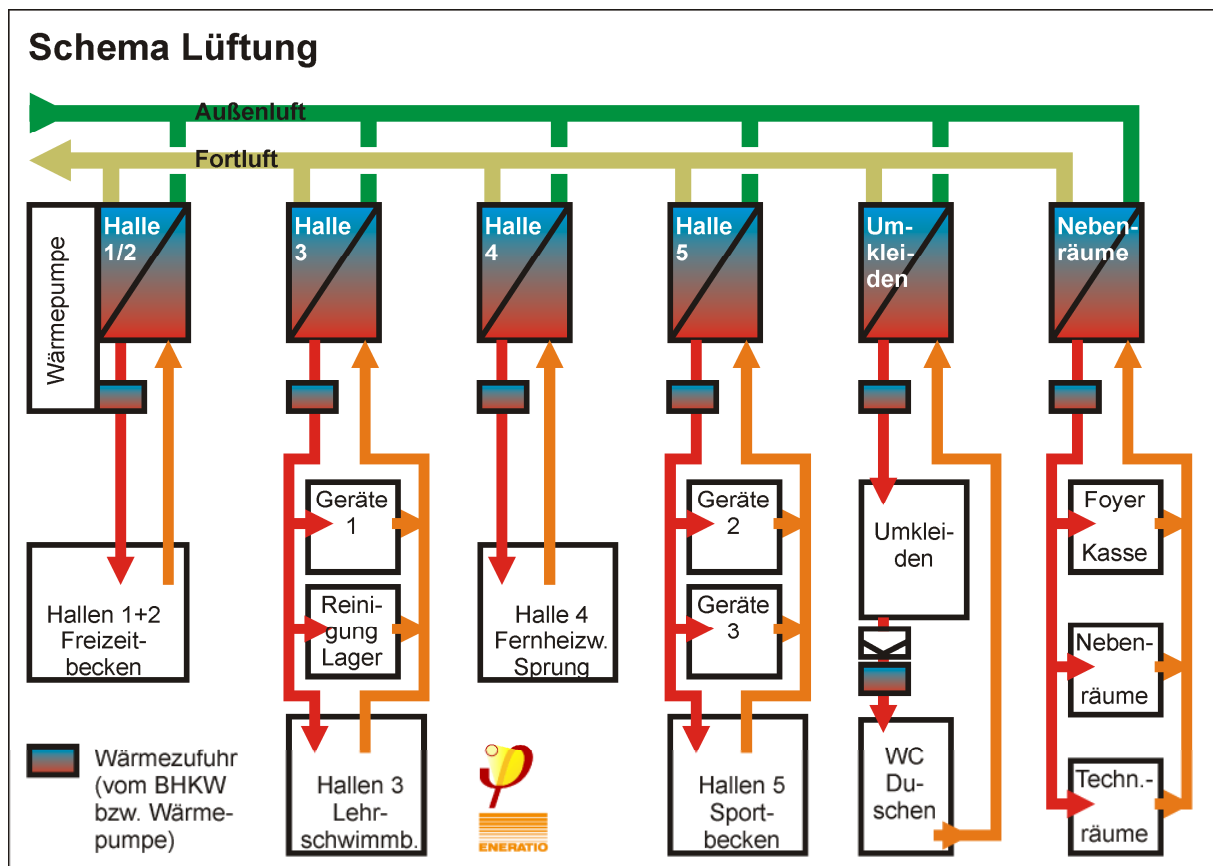 Schema Lüftung
Außenluft
Fortluft
Wärmepumpe
Halle
1/2
Halle
3
Halle
4
Halle
5
Um-
klei-
den
Neben-
räume
Hallen 1+2
Freizeit-
becken
Geräte
1
Reini-
gung
Lager
Hallen 3
Lehr-
schwimmb.
Halle 4
Fernheizw.
Sprung
Geräte
2
Geräte
3
Hallen 5
Sport-
becken
Umklei-
den
WC
Du-
schen
Foyer
Kasse
Neben-
räume
Techn.-
räume
Wärmezufuhr
(vom BHKW
bzw. Wärme-
pumpe)
ENERATIO